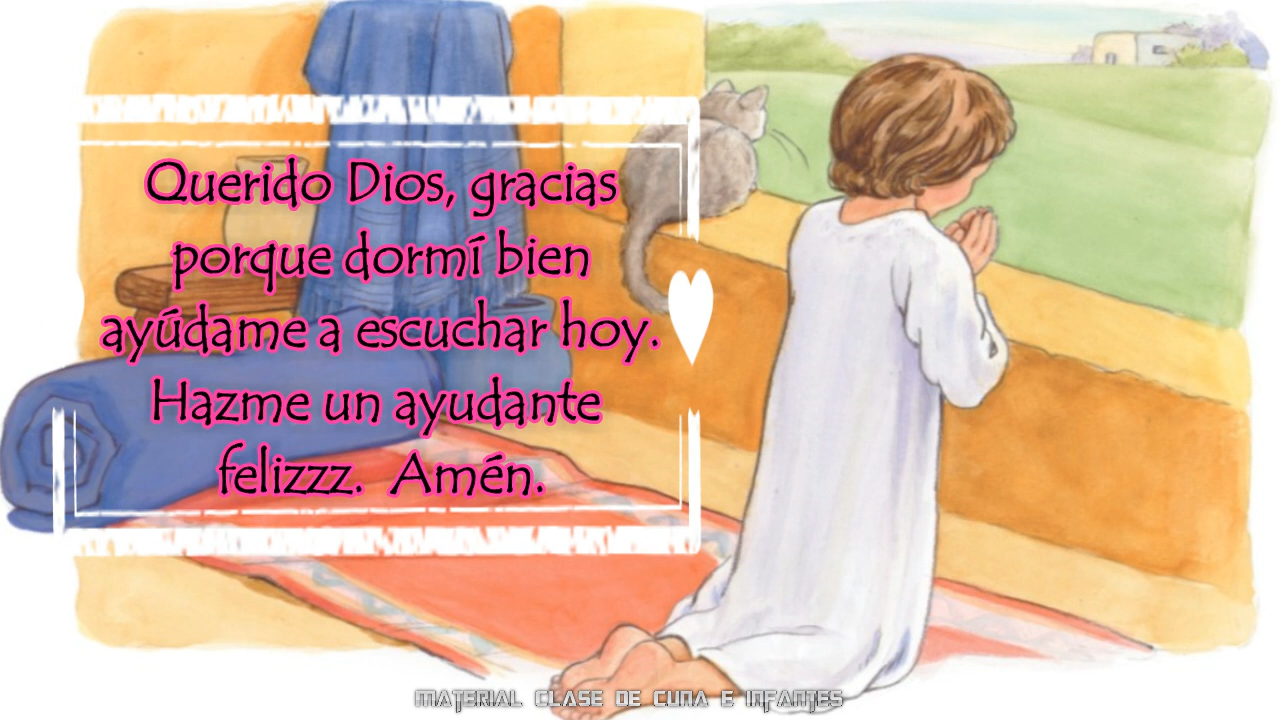 Querido Dios, gracias
porque dormí bien
ayúdame a escuchar hoy.
Hazme un ayudante
felizzz. Amén.
MATERIAL CLASE DE CUNA E INFANTES